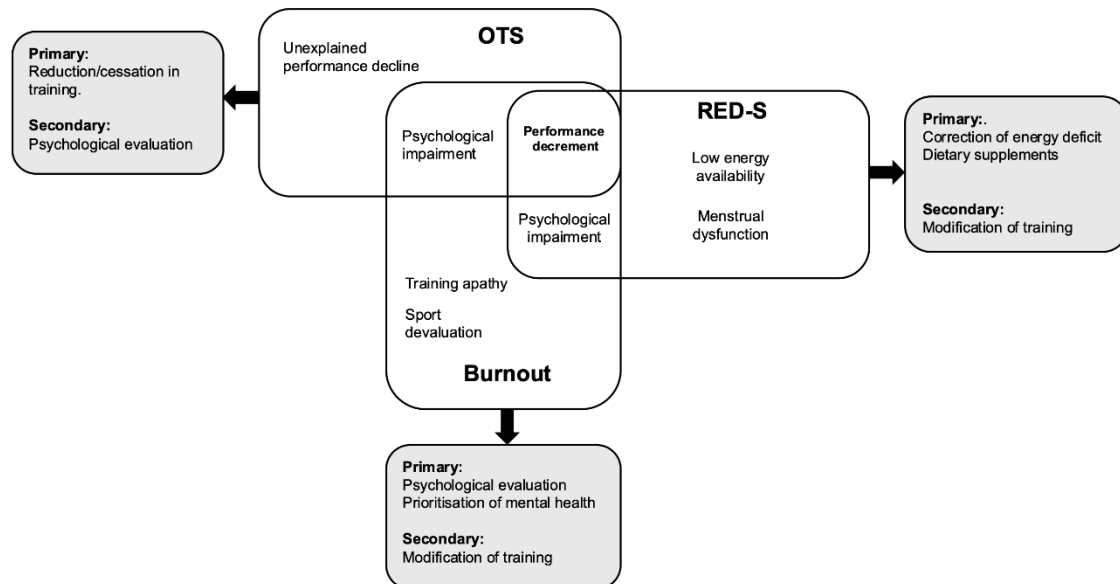 OTS
Unexplained
performance decline
Primary:
Reduction/cessation in
training.
Secondary:
Psychological evaluation
Psychological
impairment
Performance
decrement
RED-S
Low energy
availability
Menstrual
dysfunction
Primary:.
Correction of energy deficit
Dietary supplements
Secondary:
Modification of training
Psychological
impairment
Training apathy
Sport
devaluation
Burnout
Primary:
Psychological evaluation
Prioritisation of mental health
Secondary:
Modification of training